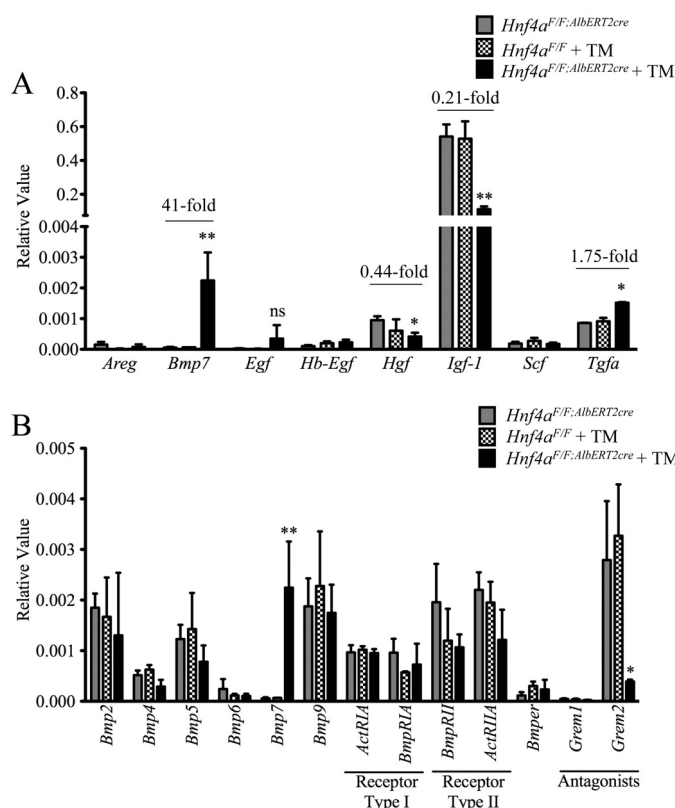 Hnf4a^F/F;AlbERT2cre
Hnf4a^F/F + TM
Hnf4a^F/F;AlbERT2cre + TM
A
Relative Value
0.8
0.6
0.4
0.2
0.004
0.003
0.002
0.001
0.000
41-fold
**
ns
0.44-fold
*
0.21-fold
**
1.75-fold
*
Areg Bmp7 Egf Hb-Egf Hgf Igf-1 Scf Tgfa
B
Hnf4a^F/F;AlbERT2cre
Hnf4a^F/F + TM
Hnf4a^F/F;AlbERT2cre + TM
Relative Value
0.005
0.004
0.003
0.002
0.001
0.000
**
*
Bmp2
Bmp4
Bmp5
Bmp6
Bmp7
Bmp9
ActRIA
BmpRIA
BmpRII
ActRIIA
Bmper
Grem1
Grem2
Receptor
Type I
Receptor
Type II
Antagonists